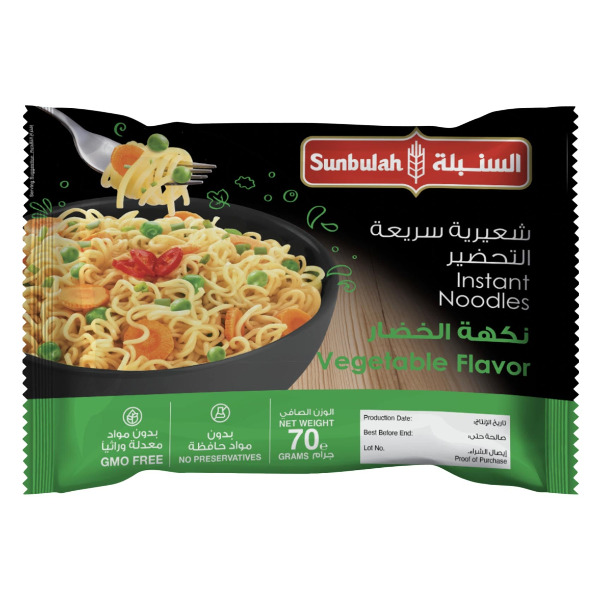 Sunbulah السنبلة
شعيرية سريعة
التحضير
Instant
Noodles
نكهة الخضار
Vegetable Flavor
بدون مواد
معدلة وراثياً
GMO FREE
بدون
مواد حافظة
NO PRESERVATIVES
الوزن الصافي
NET WEIGHT
70 e
GRAMS جرام
Production Date: تاريخ الإنتاج:
Best Before End: صالحة حتى:
Lot No. إيصال الشراء:
Proof of Purchase